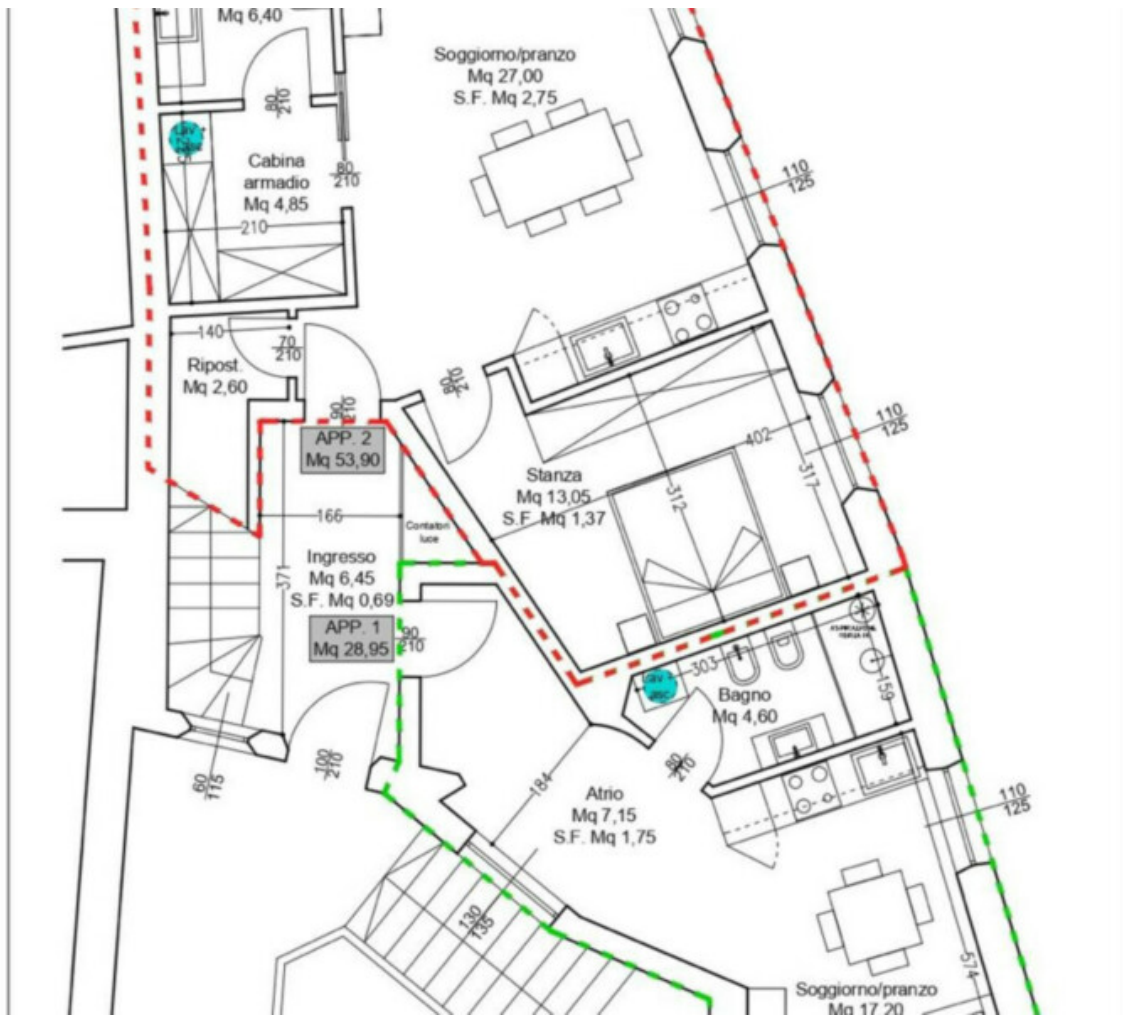 Mq 6,40
Soggiorno/pranzo
Mq 27,00
S.F. Mq 2,75
80
210
Cabina
armadio
Mq 4,85
80
210
110
125
210
140
70
210
Ripost.
Mq 2,60
90
210
80
210
110
125
APP. 2
Mq 53,90
402
317
312
Stanza
Mq 13,05
S.F. Mq 1,37
166
Contatori
luce
371
Ingresso
Mq 6,45
S.F. Mq 0,69
APP. 1
Mq 28,95
90
210
303
159
Bagno
Mq 4,60
80
210
60
115
100
210
184
Atrio
Mq 7,15
S.F. Mq 1,75
110
125
130
135
574
Soggiorno/pranzo
Mq 17,20